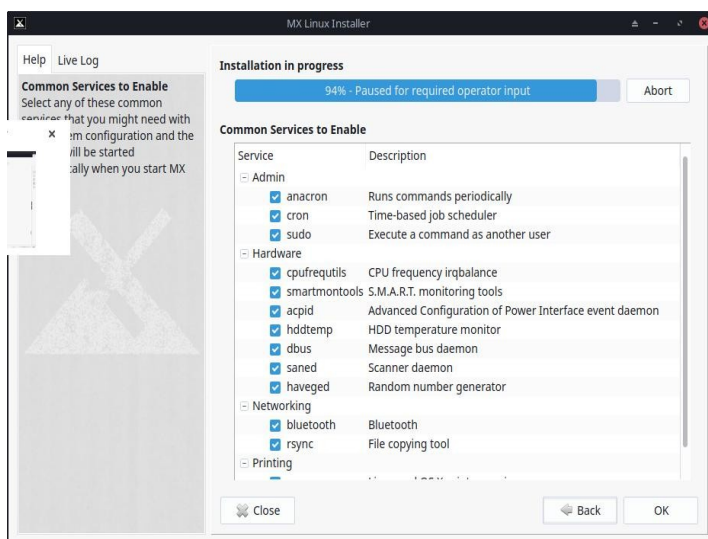 MX Linux Installer
Help Live Log
Common Services to Enable
Select any of these common
services that you might need with
em configuration and the
ill be started
cally when you start MX
Installation in progress
94% - Paused for required operator input
Abort
Common Services to Enable
Service Description
Admin
anacron Runs commands periodically
cron Time-based job scheduler
sudo Execute a command as another user
Hardware
cpufrequtils CPU frequency irqbalance
smartmontools S.M.A.R.T. monitoring tools
acpid Advanced Configuration of Power Interface event daemon
hddtemp HDD temperature monitor
dbus Message bus daemon
saned Scanner daemon
haveged Random number generator
Networking
bluetooth Bluetooth
rsync File copying tool
Printing
Close Back OK